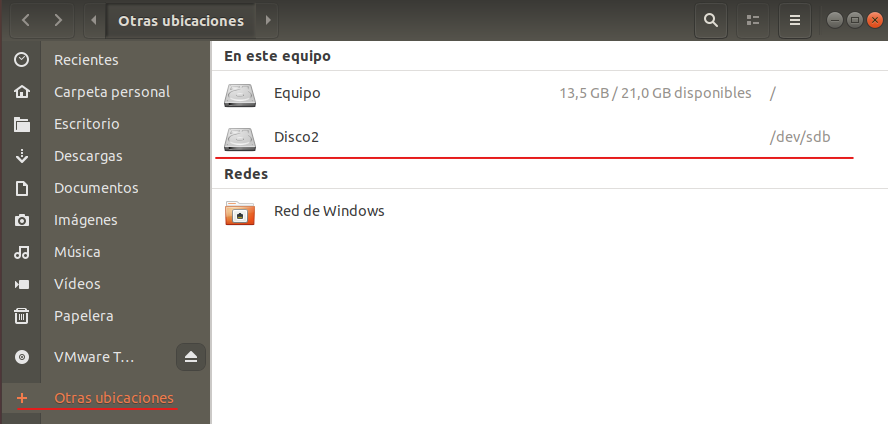 Otras ubicaciones
Recientes
Carpeta personal
Escritorio
Descargas
Documentos
Imágenes
Música
Vídeos
Papelera
VMware T...
Otras ubicaciones
En este equipo
Equipo 13,5 GB / 21,0 GB disponibles /
Disco2 /dev/sdb
Redes
Red de Windows